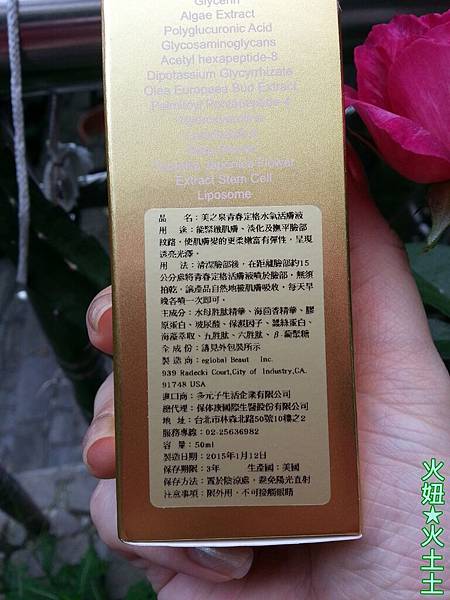 Glycerin
Algae Extract
Polyglucuronic Acid
Glycosaminoglycans
Acetyl hexapeptide-8
Dipotassium Glycyrrhizate
Olea Europaea Bud Extract
Japonica Flower
Extract Stem Cell
Liposome
品　　名：美之泉青春定格水氧活膚液
用　　途：能緊緻肌膚、淡化及撫平臉部
紋路，使肌膚變的更柔嫩富有彈性，呈現
透亮光澤。
用　　法：清潔臉部後，在距離臉部約15
公分處將青春定格活膚液噴於臉部，無須
拍乾，讓產品自然地被肌膚吸收，每天早
晚各噴一次即可。
主成分：水母胜肽精華、海茴香精華、膠
原蛋白、玻尿酸、保濕因子、蠶絲蛋白、
海藻萃取、五胜肽、六胜肽、β-葡聚糖
全 成 份：請見外包裝所示
製 造 商：eglobal Beaut　Inc.
939 Radecki Court,City of Industry,CA.
91748 USA
進口商：多元子生活企業有限公司
總代理：保体康國際生醫股份有限公司
地　址：台北市林森北路50號10樓之2
服務專線：02-25636982
容　量：50ml
製造日期：2015年1月12日
保存期限：3年　　生產國：美國
保存方法：置於陰涼處，避免陽光直射
注意事項：限外用，不可接觸眼睛
火妞★火土土